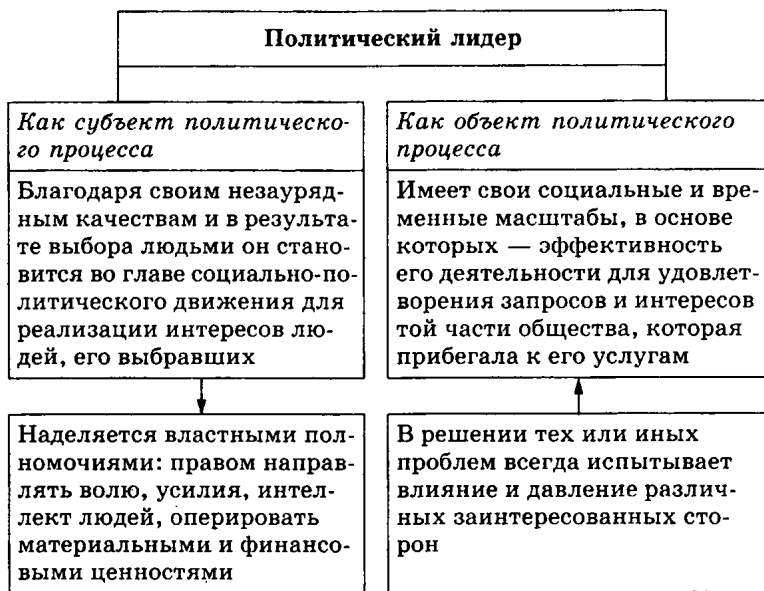 Политический лидер
Как субъект политическо-
го процесса
Благодаря своим незауряд-
ным качествам и в результа-
те выбора людьми он стано-
вится во главе социально-по-
литического движения для
реализации интересов лю-
дей, его выбравших
Наделяется властными пол-
номочиями: правом направ-
лять волю, усилия, интел-
лект людей, оперировать
материальными и финансо-
выми ценностями
Как объект политического
процесса
Имеет свои социальные и вре-
менные масштабы, в основе
которых — эффективность
его деятельности для удовлет-
ворения запросов и интересов
той части общества, которая
прибегала к его услугам
В решении тех или иных
проблем всегда испытывает
влияние и давление различ-
ных заинтересованных сто-
рон